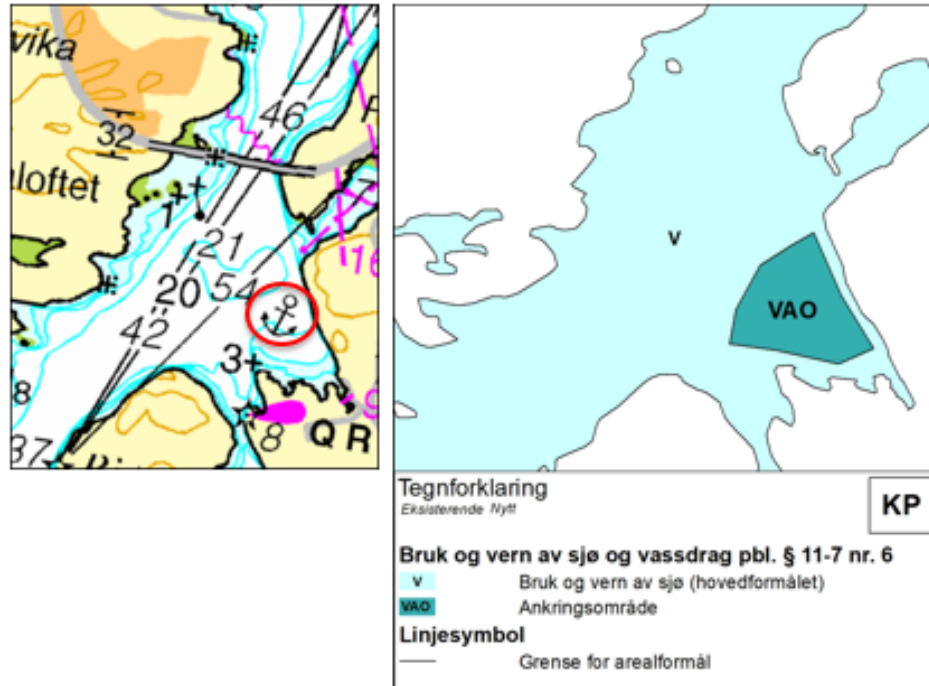 vika
46
32
loftet
7
1
21
16
20
54
42
3+
8
8
37
Q R
V
V
VAO
Tegnforklaring
Eksisterende Nytt
KP
Bruk og vern av sjø og vassdrag pbl. § 11-7 nr. 6
V Bruk og vern av sjø (hovedformålet)
VAO Ankringsområde
Linjesymbol
Grense for arealformål